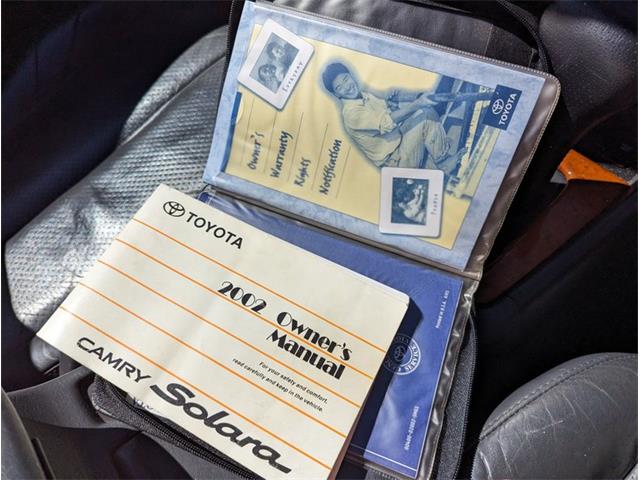 Everyday
TOYOTA
Owner's
Warranty
Rights
Notification
TOYOTA
2002 Owner's
Manual
For your safety and comfort,
read carefully and keep in the vehicle.
CAMRY Solara
SERVICE